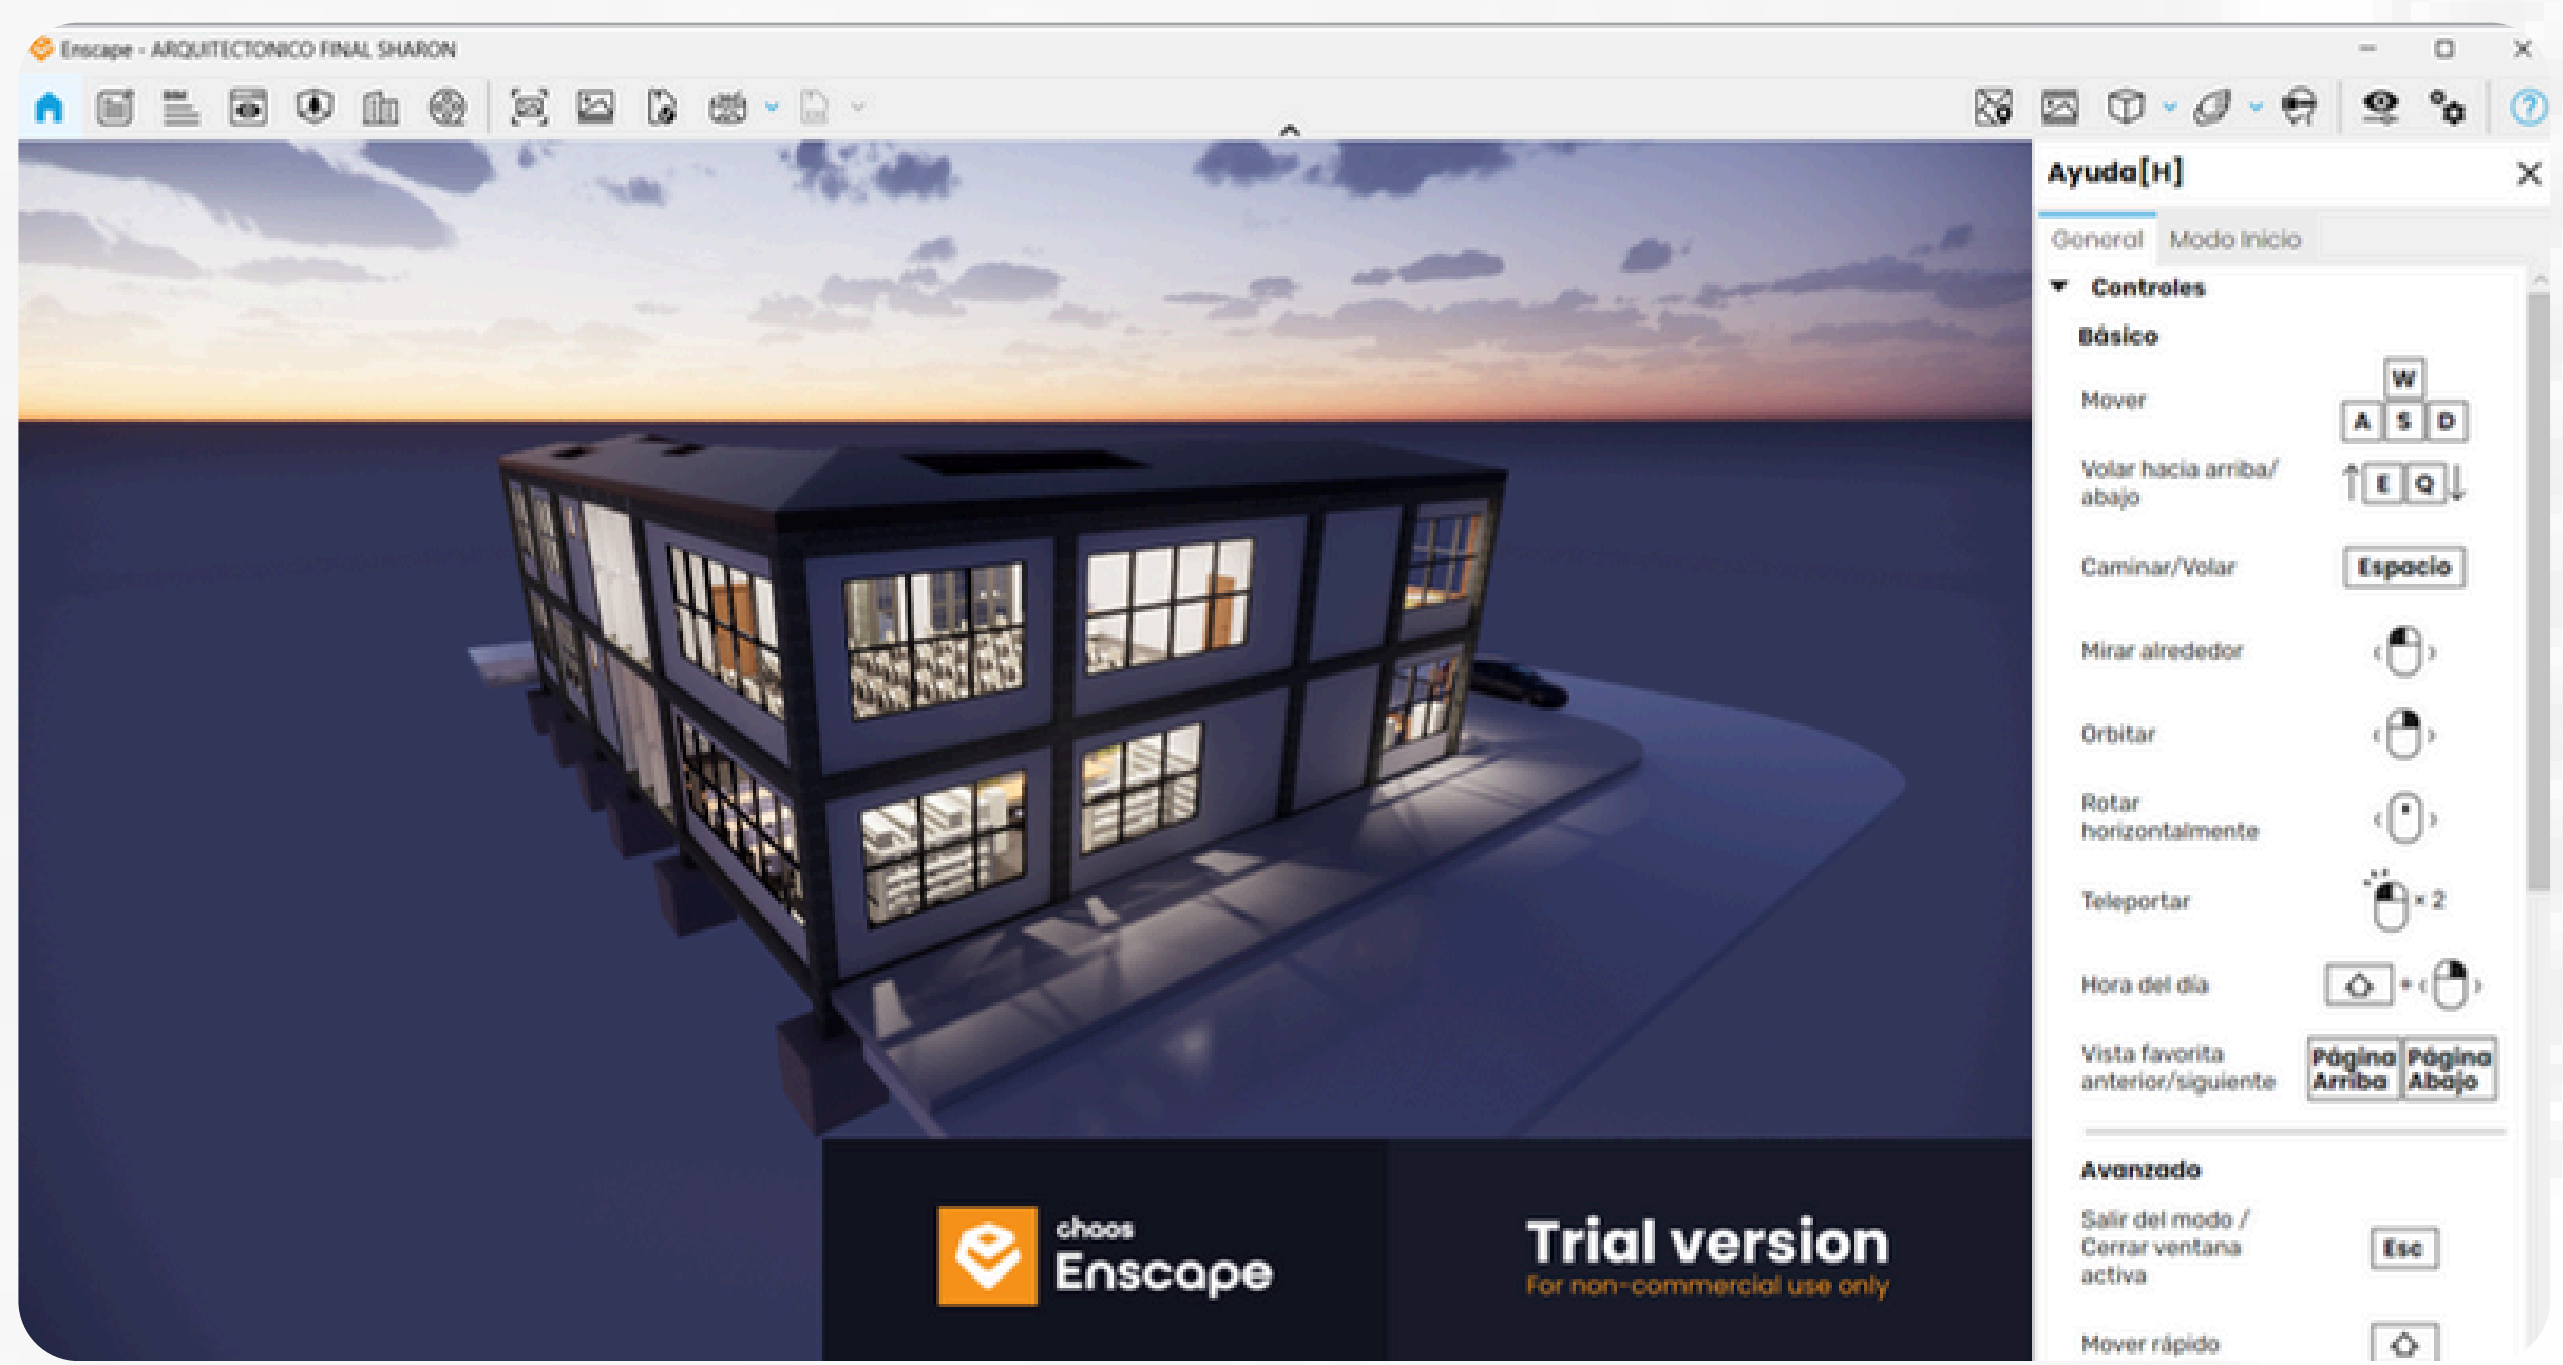 Enscape - ARQUITECTONICO FINAL SHARON
Ayuda[H]
General Modo Inicio
Controles
Básico
Mover
W
A S D
Volar hacia arriba/
abajo
E Q
Caminar/Volar
Espacio
Mirar alrededor
Orbitar
Rotar
horizontalmente
Teleportar
× 2
Hora del día
+
Vista favorita
anterior/siguiente
Página Arriba
Página Abajo
Avanzado
Salir del modo /
Cerrar ventana
activa
Esc
Mover rápido
chaos
Enscape
Trial version
For non-commercial use only